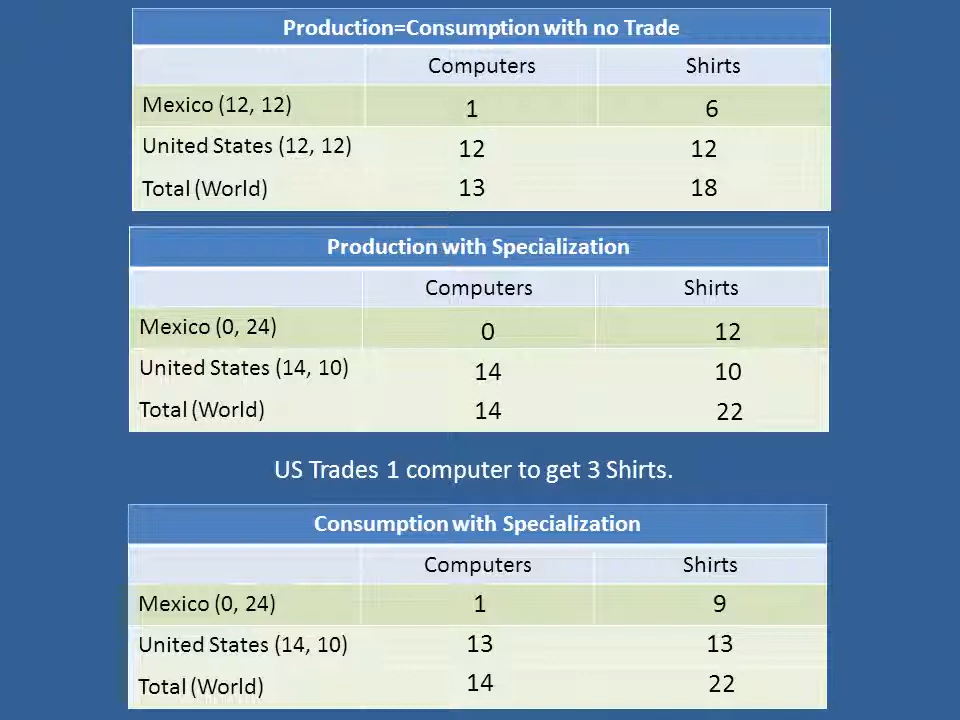 Production=Consumption with no Trade
Computers Shirts
Mexico (12, 12) 1 6
United States (12, 12) 12 12
Total (World) 13 18
Production with Specialization
Computers Shirts
Mexico (0, 24) 0 12
United States (14, 10) 14 10
Total (World) 14 22
US Trades 1 computer to get 3 Shirts.
Consumption with Specialization
Computers Shirts
Mexico (0, 24) 1 9
United States (14, 10) 13 13
Total (World) 14 22